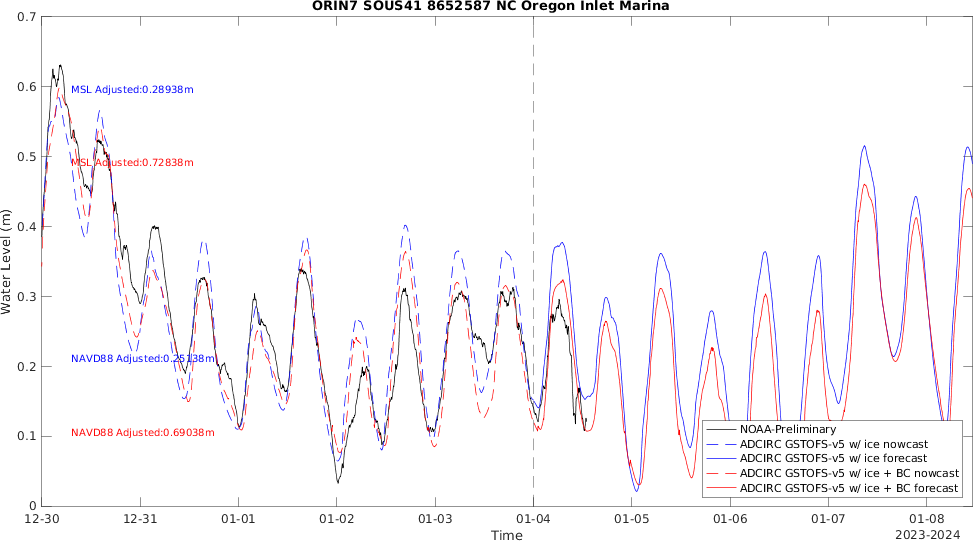 ORIN7 SOUS41 8652587 NC Oregon Inlet Marina
0.7
0.6
0.5
0.4
0.3
0.2
0.1
0
Water Level (m)
MSL Adjusted:0.28938m
MSL Adjusted:0.72838m
NAVD88 Adjusted:0.25138m
NAVD88 Adjusted:0.69038m
NOAA-Preliminary
ADCIRC GSTOFS-v5 w/ ice nowcast
ADCIRC GSTOFS-v5 w/ ice forecast
ADCIRC GSTOFS-v5 w/ ice + BC nowcast
ADCIRC GSTOFS-v5 w/ ice + BC forecast
12-30 12-31 01-01 01-02 01-03 01-04 01-05 01-06 01-07 01-08
Time
2023-2024